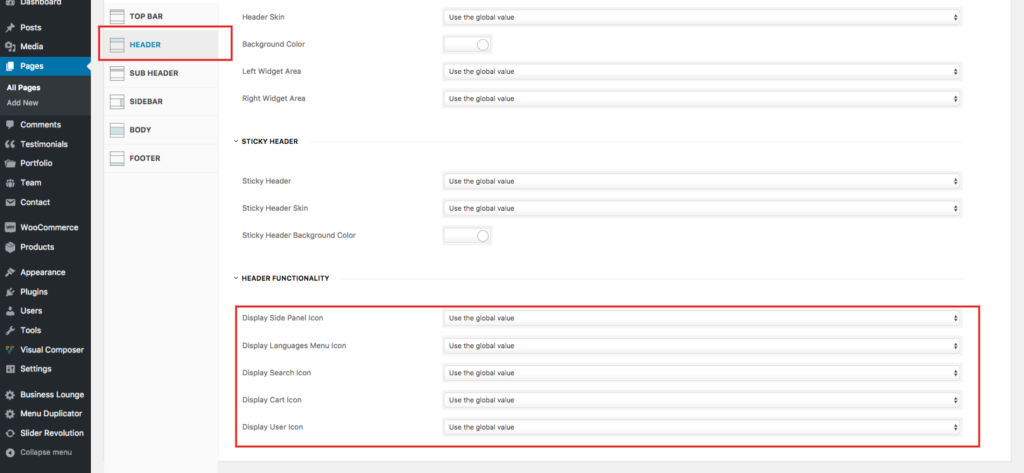 Dashboard
Posts
Media
Pages
All Pages
Add New
Comments
Testimonials
Portfolio
Team
Contact
WooCommerce
Products
Appearance
Plugins
Users
Tools
Visual Composer
Settings
Business Lounge
Menu Duplicator
Slider Revolution
Collapse menu
TOP BAR
HEADER
SUB HEADER
SIDEBAR
BODY
FOOTER
Header Skin Use the global value
Background Color
Left Widget Area Use the global value
Right Widget Area Use the global value
STICKY HEADER
Sticky Header Use the global value
Sticky Header Skin Use the global value
Sticky Header Background Color
HEADER FUNCTIONALITY
Display Side Panel Icon Use the global value
Display Languages Menu Icon Use the global value
Display Search Icon Use the global value
Display Cart Icon Use the global value
Display User Icon Use the global value